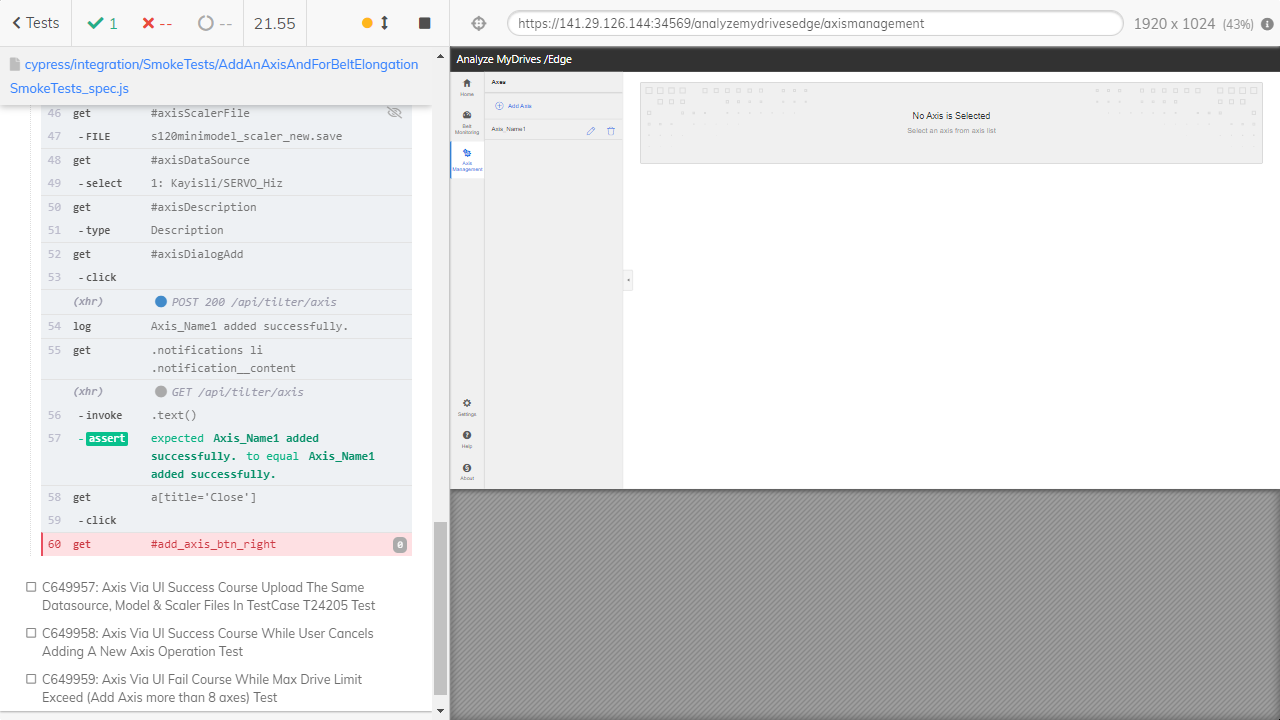 Tests
1
--
--
21.55
https://141.29.126.144:34569/analyzemydrivesedge/axismanagement
1920 x 1024 (43%)
cypress/integration/SmokeTests/AddAnAxisAndForBeltElongation
SmokeTests_spec.js
46 get #axisScalerFile
47 -FILE s120minimodel_scaler_new.save
48 get #axisDataSource
49 -select 1: Kayisli/SERVO_Hiz
50 get #axisDescription
51 -type Description
52 get #axisDialogAdd
53 -click
(xhr) POST 200 /api/tilter/axis
54 log Axis_Name1 added successfully.
55 get .notifications li
.notification__content
(xhr) GET /api/tilter/axis
56 -invoke .text()
57 -assert expected Axis_Name1 added
successfully. to equal Axis_Name1
added successfully.
58 get a[title='Close']
59 -click
60 get #add_axis_btn_right 0
C649957: Axis Via UI Success Course Upload The Same
Datasource, Model & Scaler Files In TestCase T24205 Test
C649958: Axis Via UI Success Course While User Cancels
Adding A New Axis Operation Test
C649959: Axis Via UI Fail Course While Max Drive Limit
Exceed (Add Axis more than 8 axes) Test
Analyze MyDrives /Edge
Home
Belt
Monitoring
Axis
Management
Settings
Help
About
Axes
Add Axis
Axis_Name1
No Axis is Selected
Select an axis from axis list